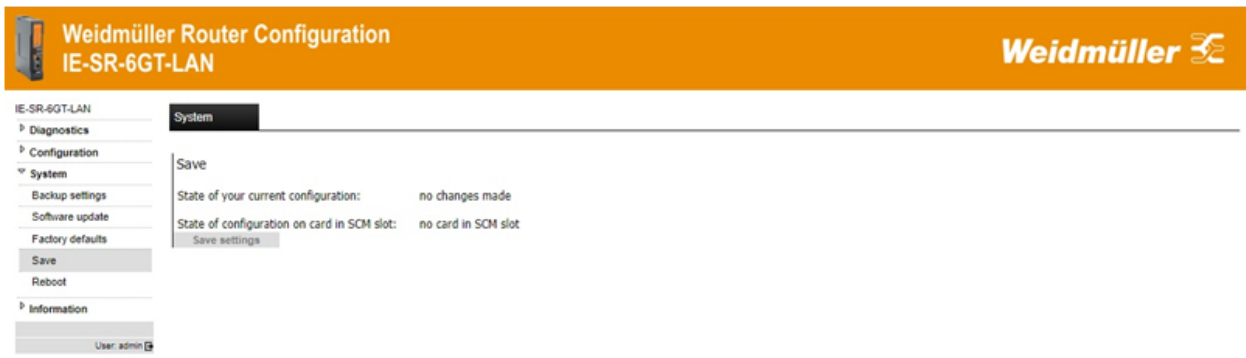 Weidmüller Router Configuration
IE-SR-6GT-LAN
Weidmüller
IE-SR-6GT-LAN
Diagnostics
Configuration
System
Backup settings
Software update
Factory defaults
Save
Reboot
Information
User: admin
System
Save
State of your current configuration: no changes made
State of configuration on card in SCM slot: no card in SCM slot
Save settings